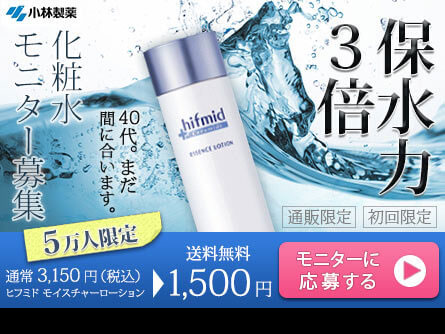 小林製薬
保水力
3倍
化粧水
モニター募集
40代。まだ
間に合います。
hifmid
ESSENCE LOTION
通販限定
初回限定
5万人限定
通常3,150円(税込)
ヒフミド モイスチャーローション
送料無料
1,500円
モニターに
応募する